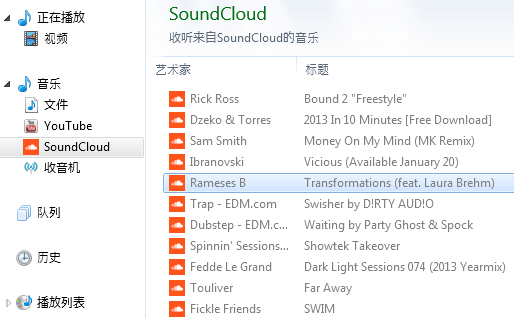 正在播放
视频
音乐
文件
YouTube
SoundCloud
收音机
队列
历史
播放列表
SoundCloud
收听来自SoundCloud的音乐
艺术家 标题
Rick Ross Bound 2 "Freestyle"
Dzeko & Torres 2013 In 10 Minutes [Free Download]
Sam Smith Money On My Mind (MK Remix)
Ibranovski Vicious (Available January 20)
Rameses B Transformations (feat. Laura Brehm)
Trap - EDM.com Swisher by D!RTY AUD!O
Dubstep - EDM.c... Waiting by Party Ghost & Spock
Spinnin' Sessions... Showtek Takeover
Fedde Le Grand Dark Light Sessions 074 (2013 Yearmix)
Touliver Far Away
Fickle Friends SWIM